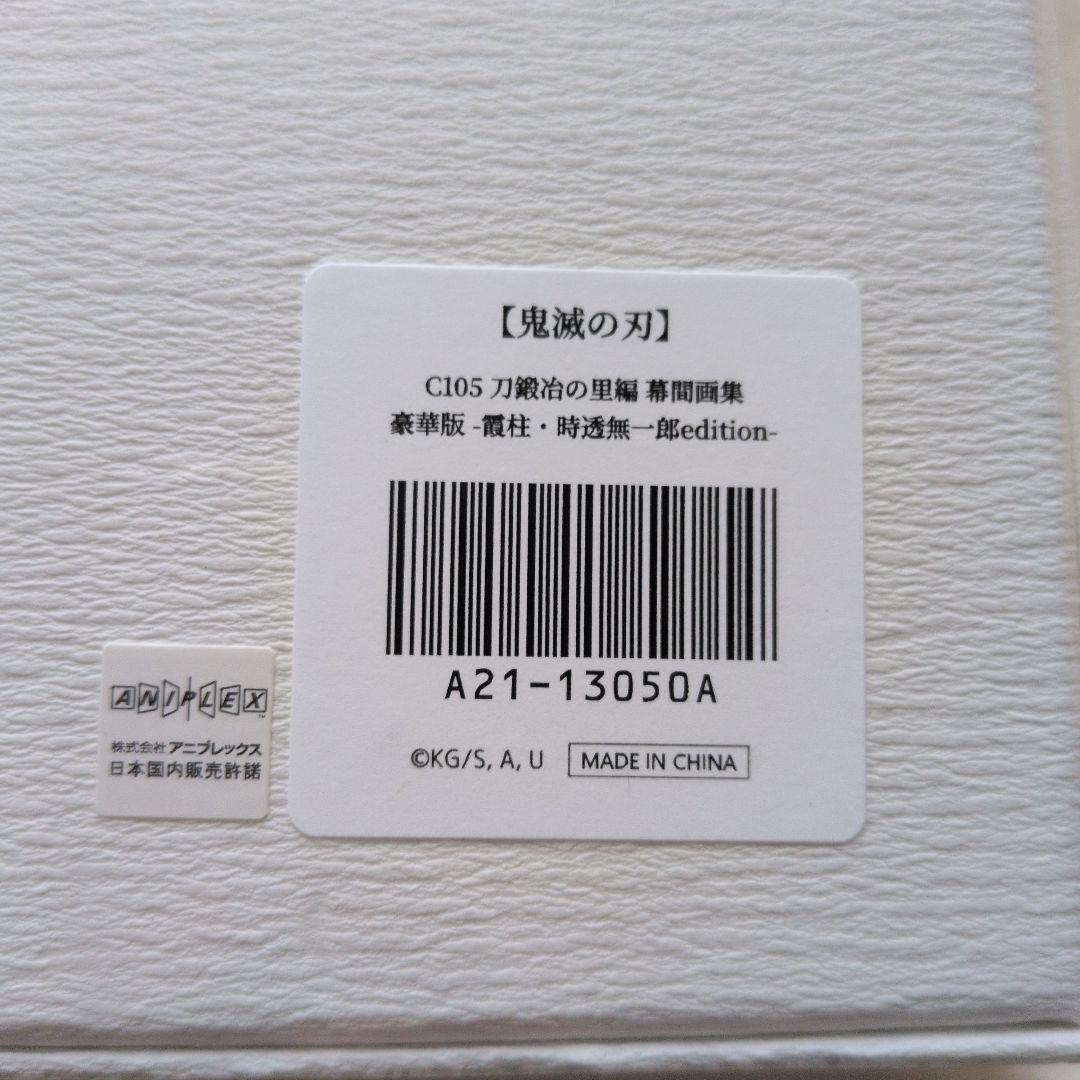 【鬼滅の刃】
C105 刀鍛冶の里編 幕間画集
豪華版 -霞柱・時透無一郎edition-
A21-13050A
©KG/S, A, U MADE IN CHINA
ANIPLEX™
株式会社アニプレックス
日本国内販売許諾